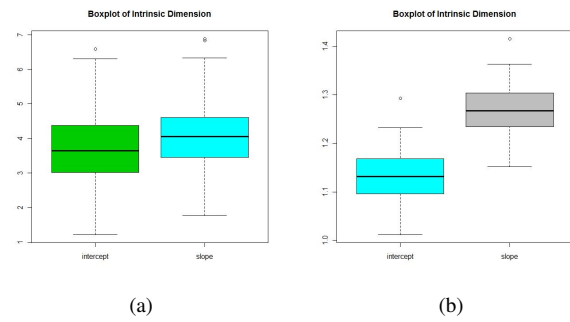 Boxplot of Intrinsic Dimension
7
6
5
4
3
2
1
intercept slope
(a)
Boxplot of Intrinsic Dimension
1.4
1.3
1.2
1.1
1.0
intercept slope
(b)